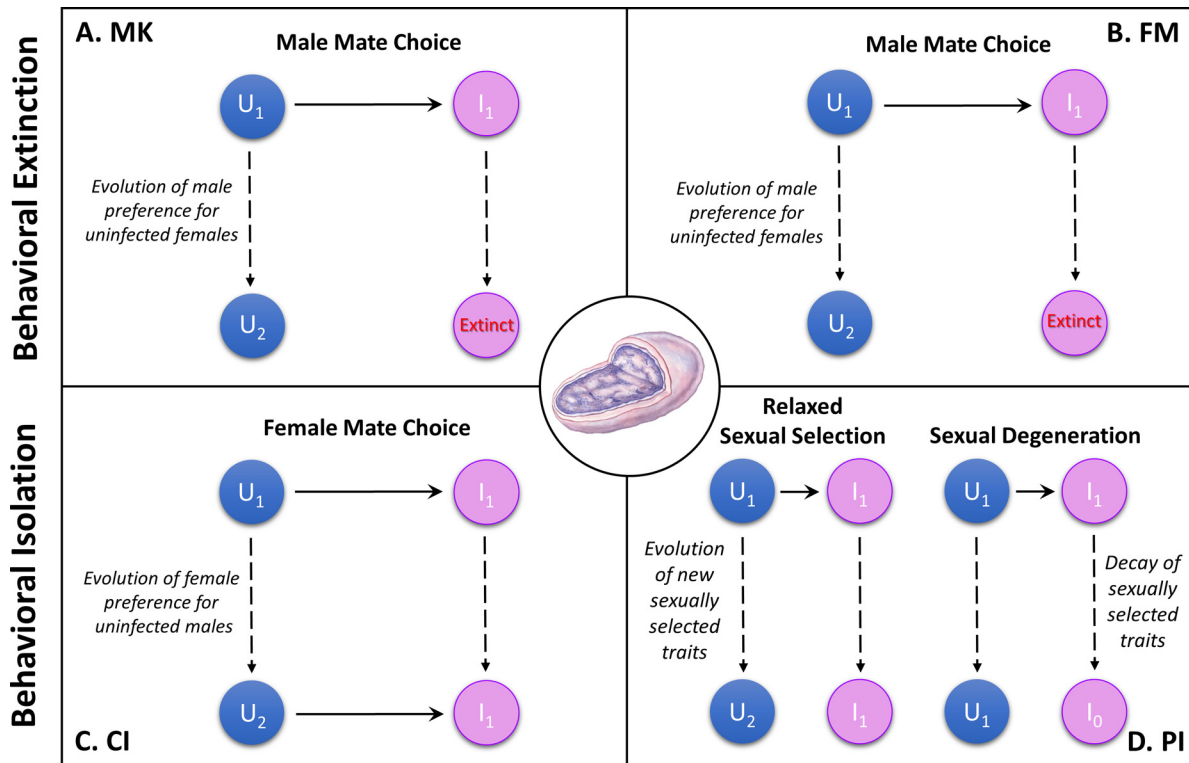 Behavioral Extinction
A. MK
Male Mate Choice
U1
I1
Evolution of male
preference for
uninfected females
U2
Extinct
B. FM
Male Mate Choice
U1
I1
Evolution of male
preference for
uninfected females
U2
Extinct
Behavioral Isolation
Female Mate Choice
U1
I1
Evolution of female
preference for
uninfected males
U2
I1
C. CI
Relaxed
Sexual Selection
U1
I1
Evolution
of new
sexually
selected
traits
U2
I1
Sexual Degeneration
U1
I1
Decay of
sexually
selected
traits
U1
I0
D. PI